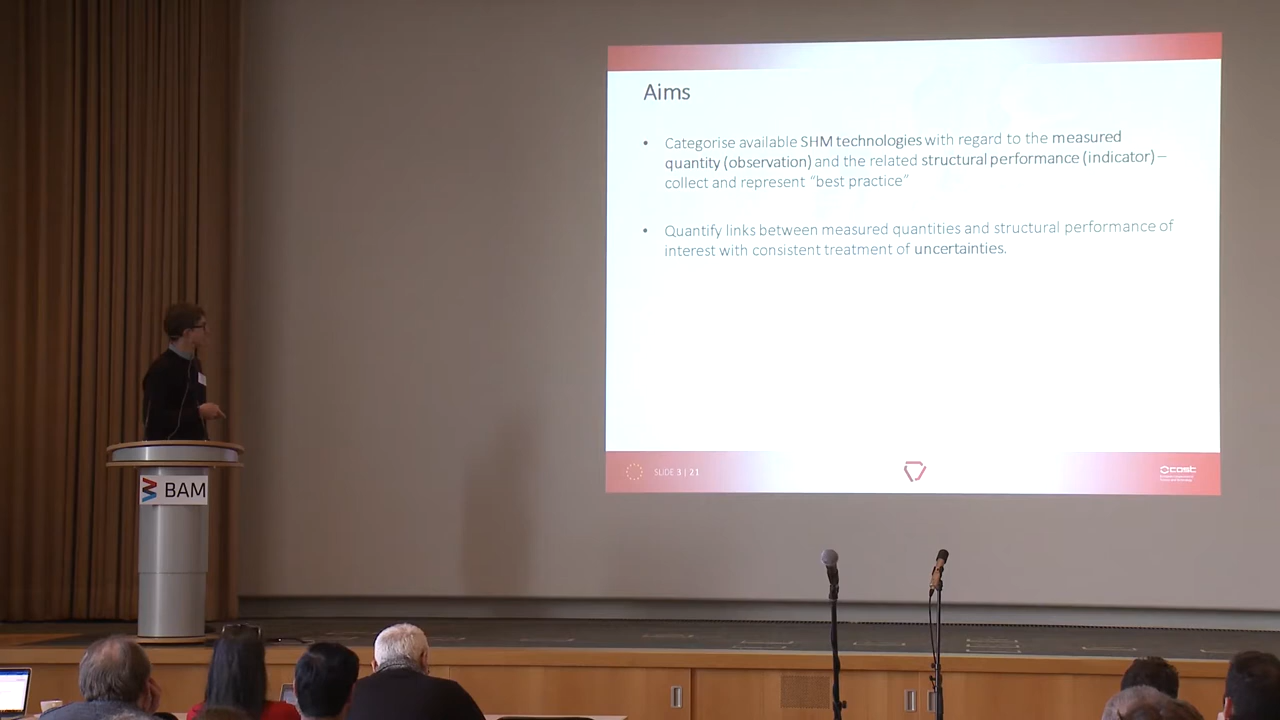 Aims
• Categorise available SHM technologies with regard to the measured
quantity (observation) and the related structural performance (indicator) –
collect and represent “best practice”
• Quantify links between measured quantities and structural performance of
interest with consistent treatment of uncertainties.
SLIDE 3 | 21
cost
BAM